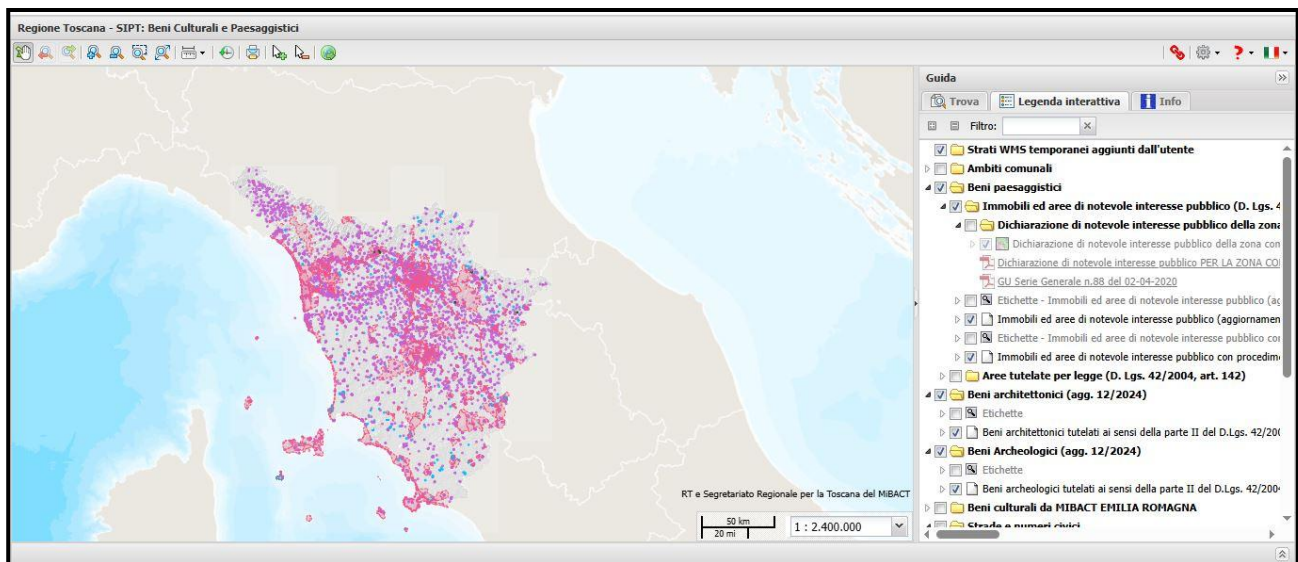 Regione Toscana - SIPT: Beni Culturali e Paesaggistici
Guida
Trova
Legenda interattiva
Info
Filtro:
Strati WMS temporanei aggiunti dall'utente
Ambiti comunali
Beni paesaggistici
Immobili ed aree di notevole interesse pubblico (D. Lgs. 4
Dichiarazione di notevole interesse pubblico della zona
Dichiarazione di notevole interesse pubblico della zona con
Dichiarazione di notevole interesse pubblico PER LA ZONA CO
GU Serie Generale n.88 del 02-04-2020
Etichette - Immobili ed aree di notevole interesse pubblico (ag
Immobili ed aree di notevole interesse pubblico (aggiornamen
Etichette - Immobili ed aree di notevole interesse pubblico con
Immobili ed aree di notevole interesse pubblico con procedim
Aree tutelate per legge (D. Lgs. 42/2004, art. 142)
Beni architettonici (agg. 12/2024)
Etichette
Beni architettonici tutelati ai sensi della parte II del D.Lgs. 42/200
Beni Archeologici (agg. 12/2024)
Etichette
Beni archeologici tutelati ai sensi della parte II del D.Lgs. 42/200
Beni culturali da MIBACT EMILIA ROMAGNA
Strade e numeri civici
RT e Segretariato Regionale per la Toscana del MiBACT
50 km
20 mi
1 : 2.400.000